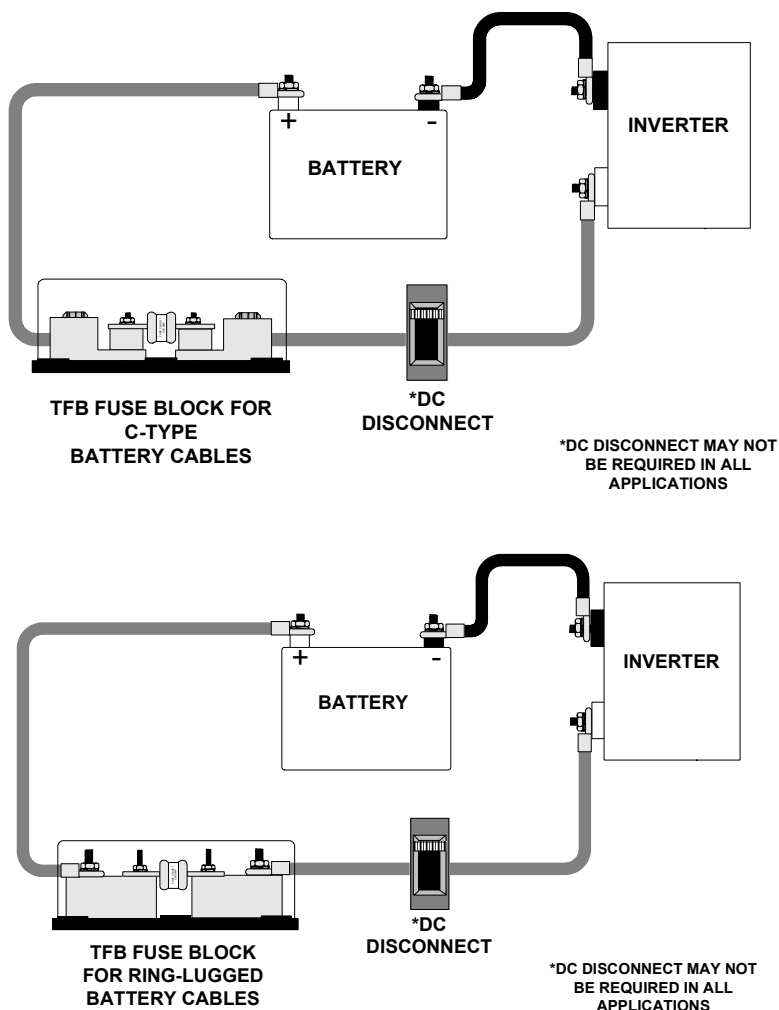 +
-
BATTERY
INVERTER
TFB FUSE BLOCK FOR
C-TYPE
BATTERY CABLES
*DC
DISCONNECT
*DC DISCONNECT MAY NOT
BE REQUIRED IN ALL
APPLICATIONS
+
-
BATTERY
INVERTER
TFB FUSE BLOCK
FOR RING-LUGGED
BATTERY CABLES
*DC
DISCONNECT
*DC DISCONNECT MAY NOT
BE REQUIRED IN ALL
APPLICATIONS